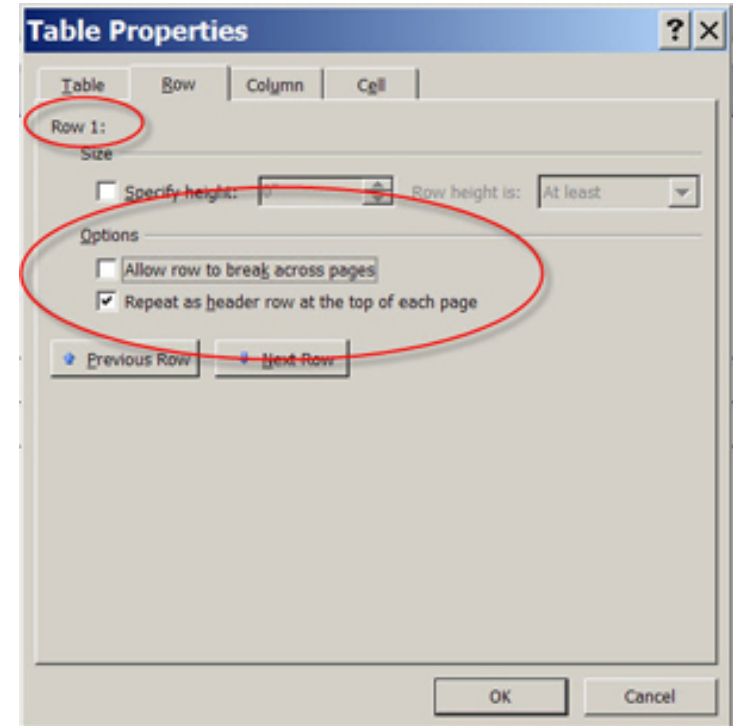 Table Properties ? ×
Table Row Column Cell
Row 1:
Size
Specify height: 0" Row height is: At least
Options
Allow row to break across pages
Repeat as header row at the top of each page
Previous Row Next Row
OK Cancel